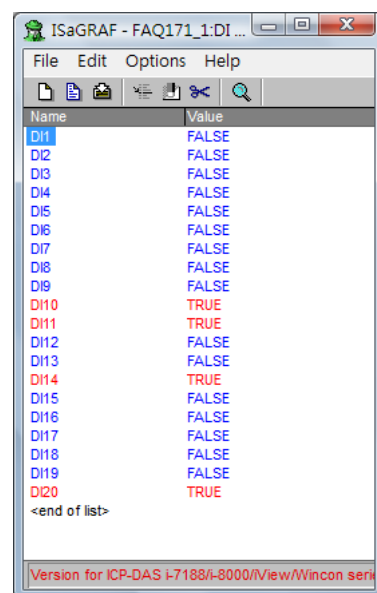 ISaGRAF - FAQ171_1:DI ...
File Edit Options Help
Name Value
DI1 FALSE
DI2 FALSE
DI3 FALSE
DI4 FALSE
DI5 FALSE
DI6 FALSE
DI7 FALSE
DI8 FALSE
DI9 FALSE
DI10 TRUE
DI11 TRUE
DI12 FALSE
DI13 FALSE
DI14 TRUE
DI15 FALSE
DI16 FALSE
DI17 FALSE
DI18 FALSE
DI19 FALSE
DI20 TRUE
<end of list>
Version for ICP-DAS i-7188/i-8000/iView/Wincon serie